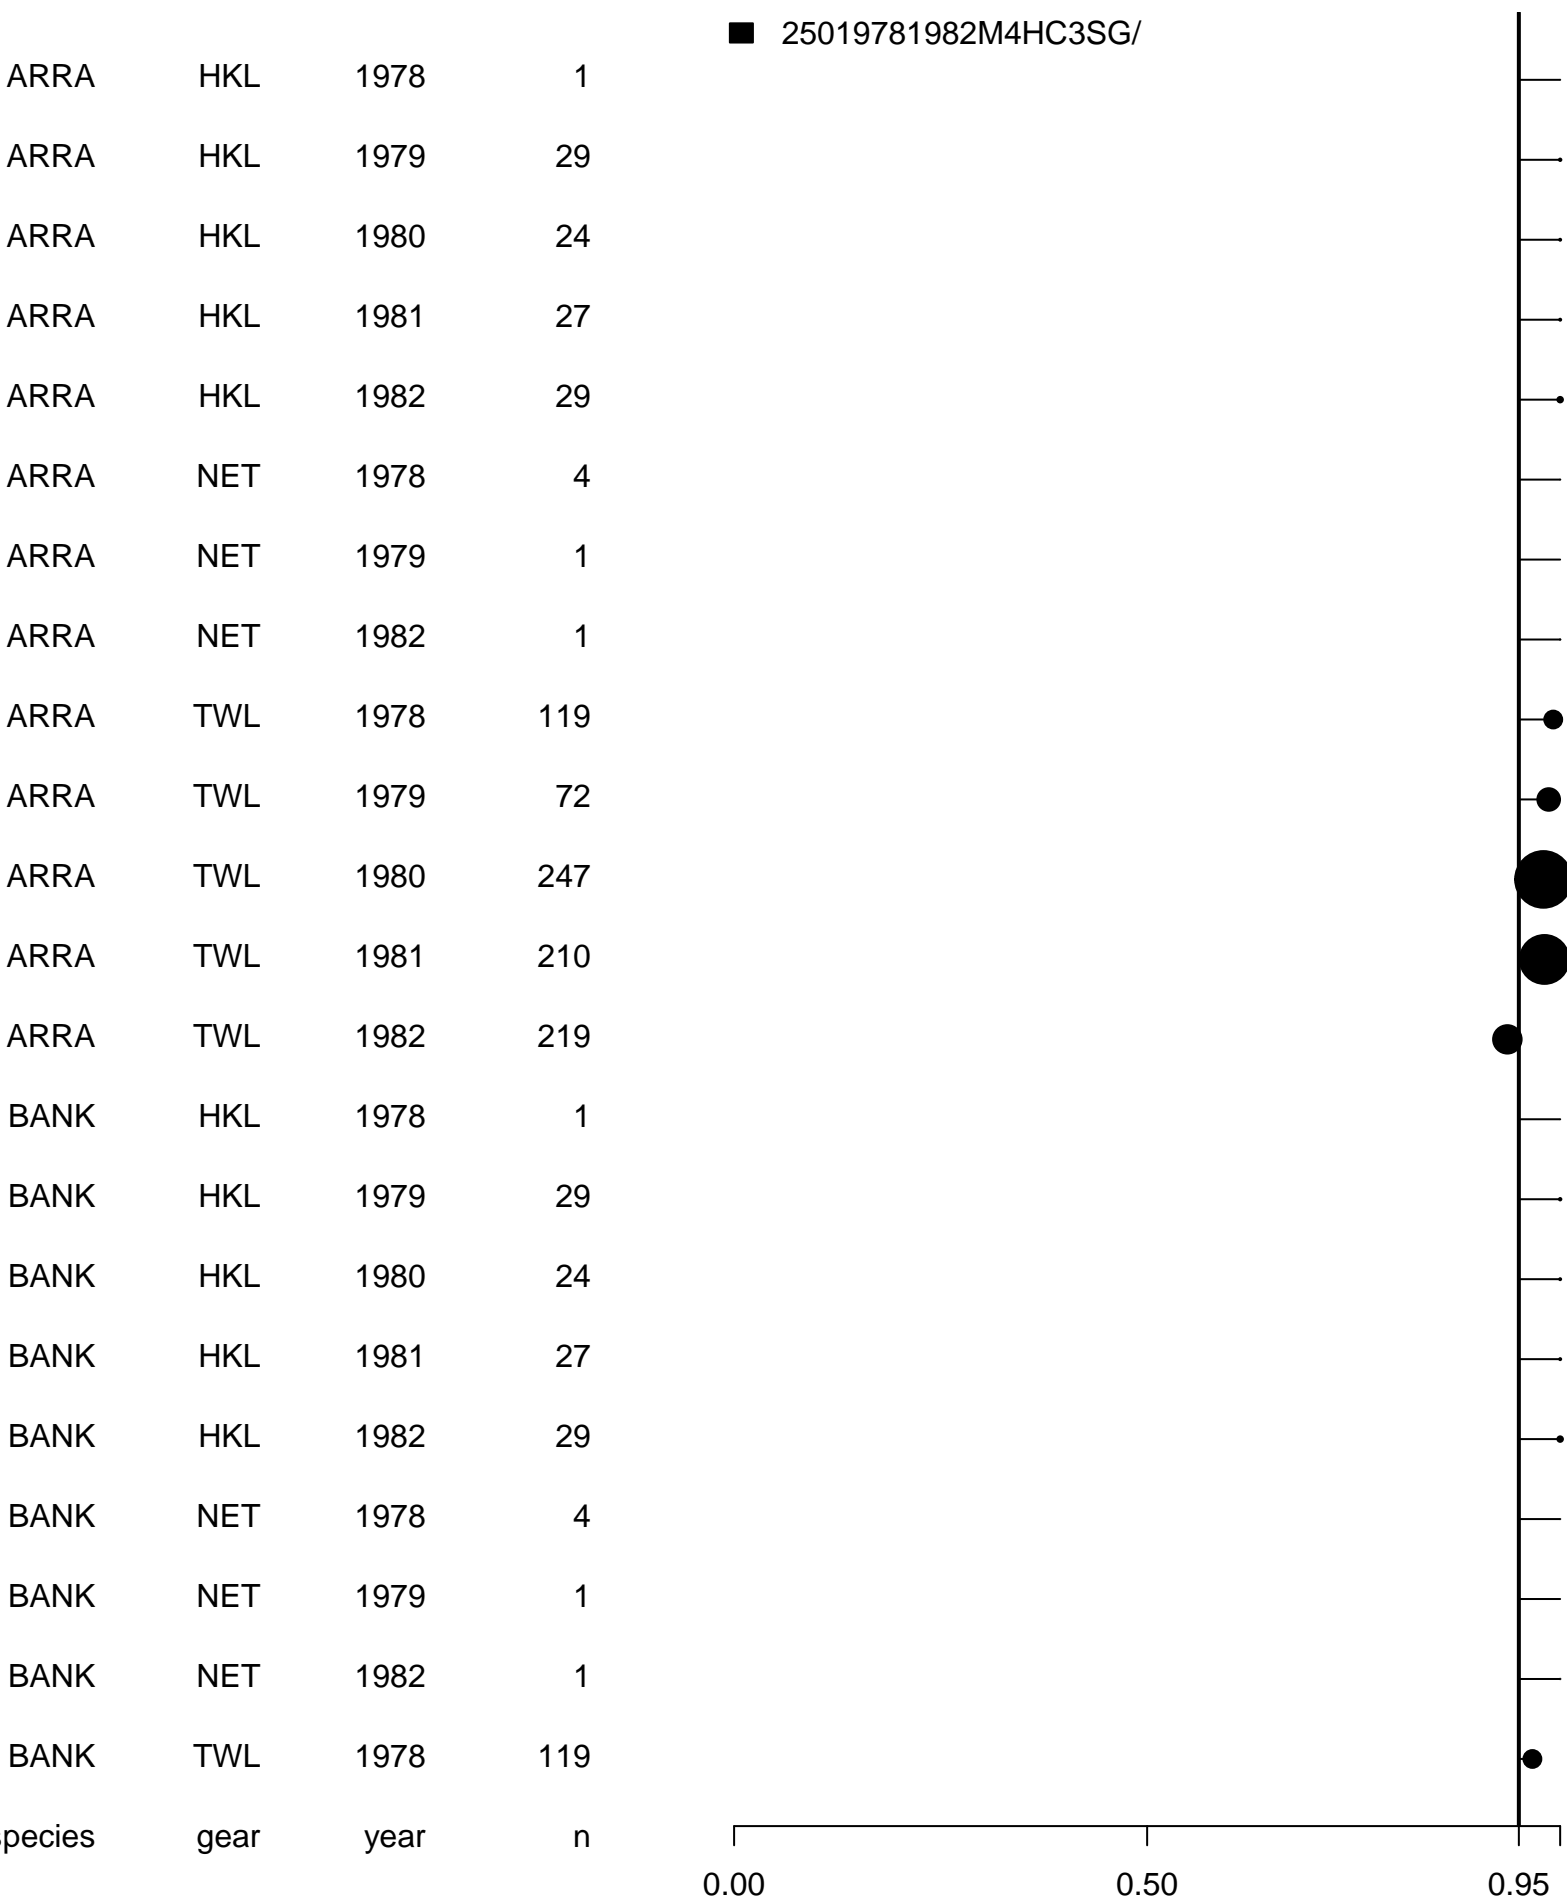 25019781982M4HC3SG/
ARRA HKL 1978 1
ARRA HKL 1979 29
ARRA HKL 1980 24
ARRA HKL 1981 27
ARRA HKL 1982 29
ARRA NET 1978 4
ARRA NET 1979 1
ARRA NET 1982 1
ARRA TWL 1978 119
ARRA TWL 1979 72
ARRA TWL 1980 247
ARRA TWL 1981 210
ARRA TWL 1982 219
BANK HKL 1978 1
BANK HKL 1979 29
BANK HKL 1980 24
BANK HKL 1981 27
BANK HKL 1982 29
BANK NET 1978 4
BANK NET 1979 1
BANK NET 1982 1
BANK TWL 1978 119
pecies gear year n
0.00 0.50 0.95